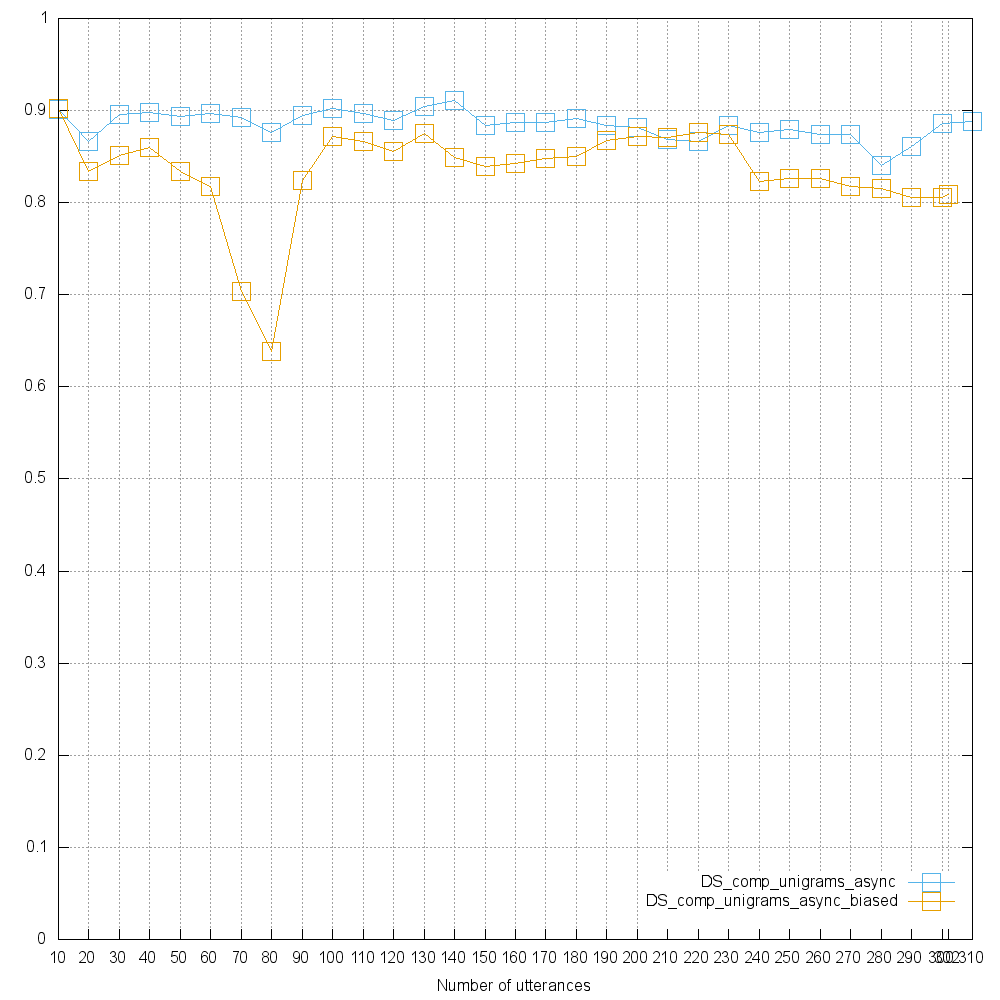 1
0.9
0.8
0.7
0.6
0.5
0.4
0.3
0.2
0.1
0
DS_comp_unigrams_async
DS_comp_unigrams_async_biased
10 20 30 40 50 60 70 80 90 100 110 120 130 140 150 160 170 180 190 200 210 220 230 240 250 260 270 280 290 300 302 310
Number of utterances